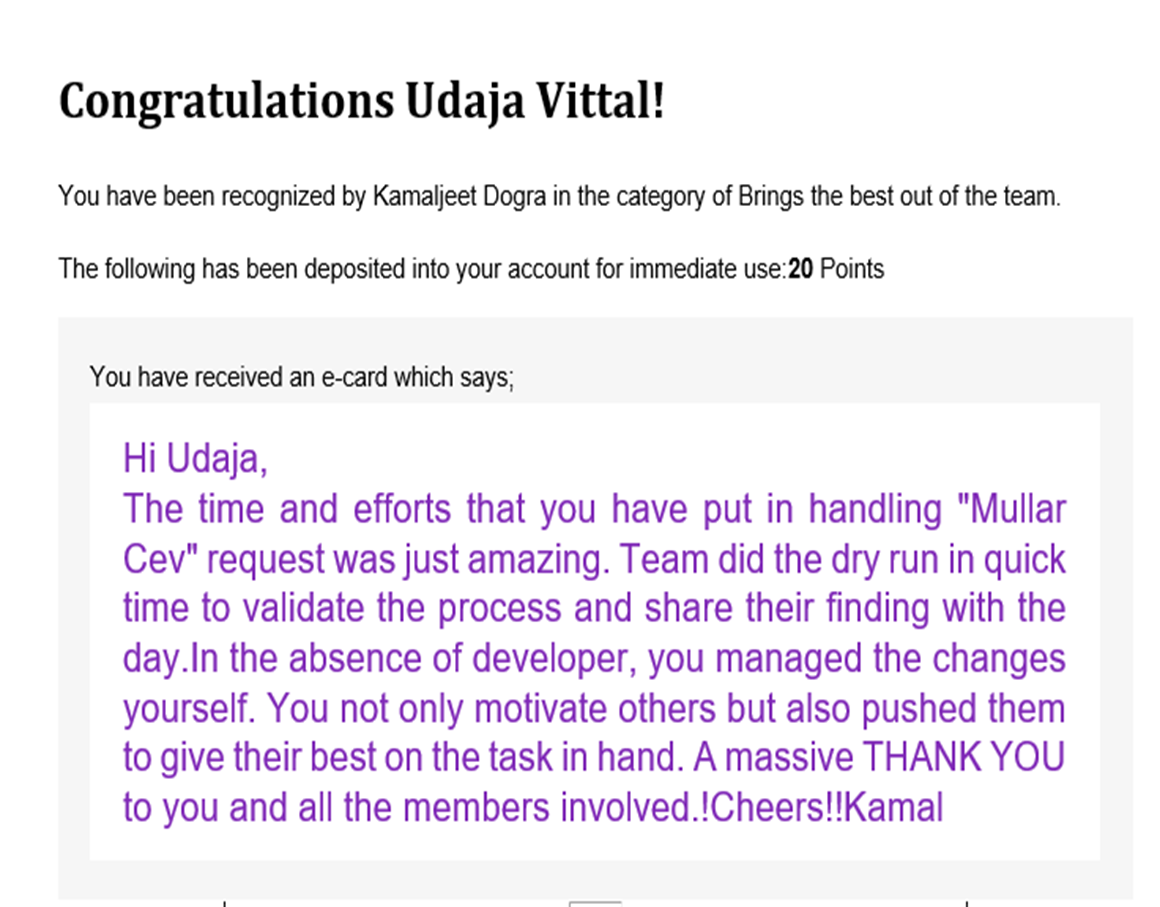 Congratulations Udaja Vittal!
You have been recognized by Kamaljeet Dogra in the category of Brings the best out of the team.
The following has been deposited into your account for immediate use:20 Points
You have received an e-card which says;
Hi Udaja,
The time and efforts that you have put in handling "Mullar
Cev" request was just amazing. Team did the dry run in quick
time to validate the process and share their finding with the
day.In the absence of developer, you managed the changes
yourself. You not only motivate others but also pushed them
to give their best on the task in hand. A massive THANK YOU
to you and all the members involved.!Cheers!!Kamal